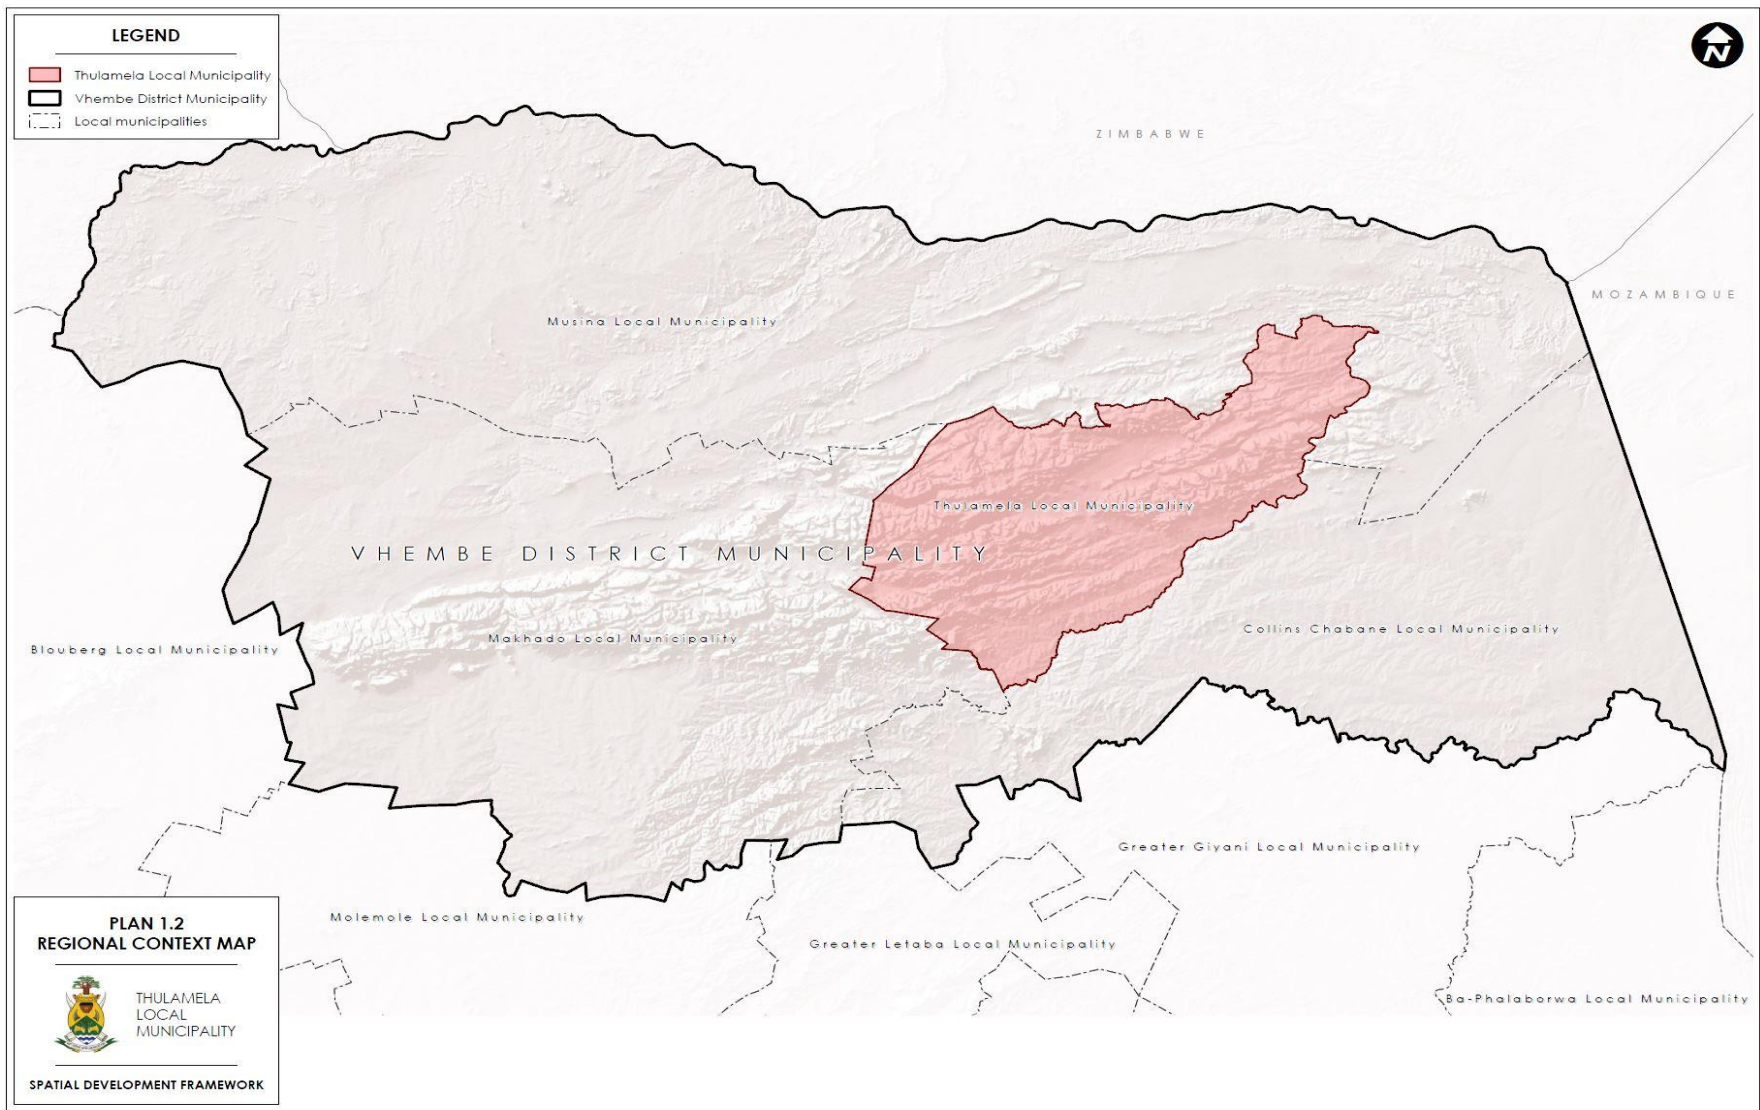 LEGEND
Thulamela Local Municipality
Vhembe District Municipality
Local municipalities
N
ZIMBABWE
MOZAMBIQUE
Musina Local Municipality
Thulamela Local Municipality
VHEMBE DISTRICT MUNICIPALITY
Makhado Local Municipality
Collins Chabane Local Municipality
Blouberg Local Municipality
Greater Giyani Local Municipality
Molemole Local Municipality
Greater Letaba Local Municipality
Ba-Phalaborwa Local Municipality
PLAN 1.2
REGIONAL CONTEXT MAP
THULAMELA
LOCAL
MUNICIPALITY
SPATIAL DEVELOPMENT FRAMEWORK